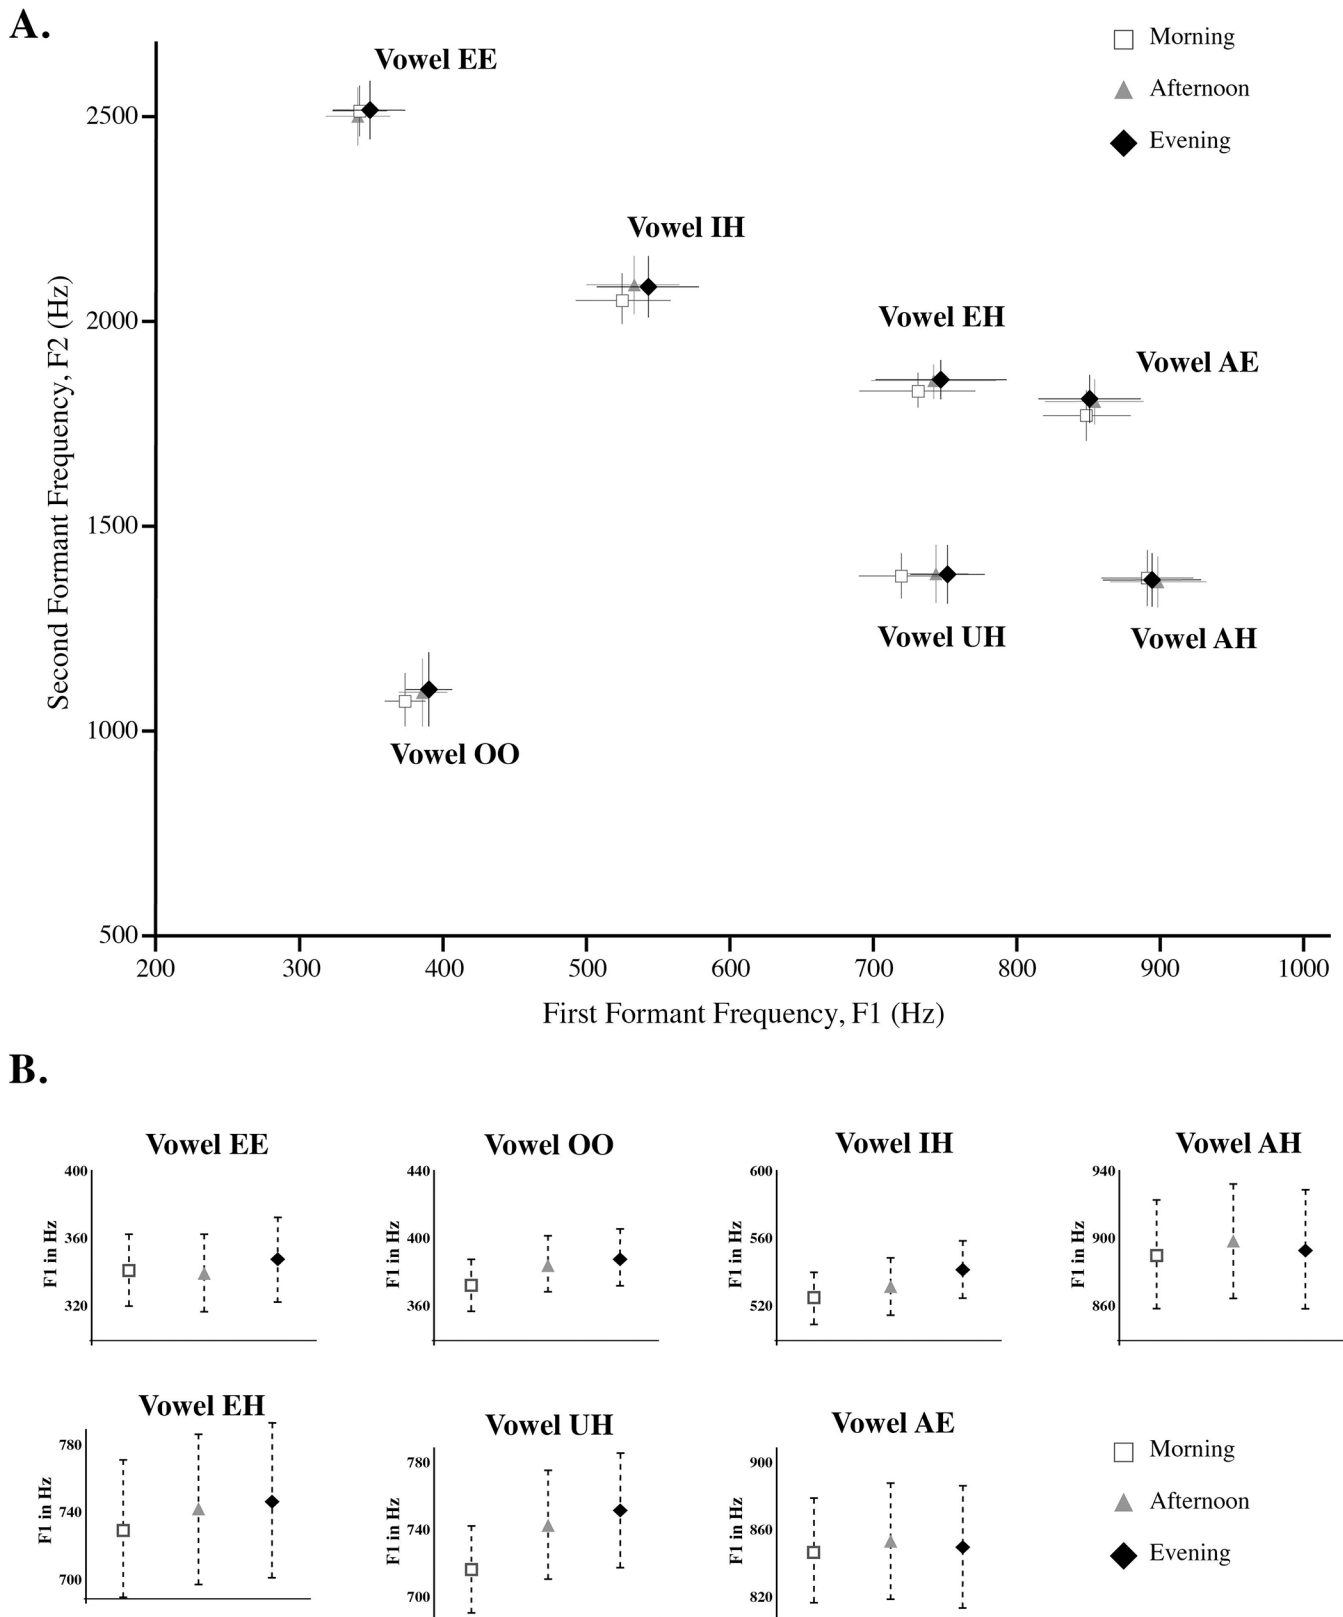 A.
Vowel EE
Morning
Afternoon
Evening
2500
Vowel IH
2000
Vowel EH
Vowel AE
Second Formant Frequency, F2 (Hz)
1500
Vowel UH
Vowel AH
1000
Vowel OO
500
200 300 400 500 600 700 800 900 1000
First Formant Frequency, F1 (Hz)
B.
Vowel EE
400
360
320
F1 in Hz
Vowel OO
440
400
360
F1 in Hz
Vowel IH
600
560
520
F1 in Hz
Vowel AH
940
900
860
F1 in Hz
Vowel EH
780
740
700
F1 in Hz
Vowel UH
780
740
700
F1 in Hz
Vowel AE
900
860
820
F1 in Hz
Morning
Afternoon
Evening